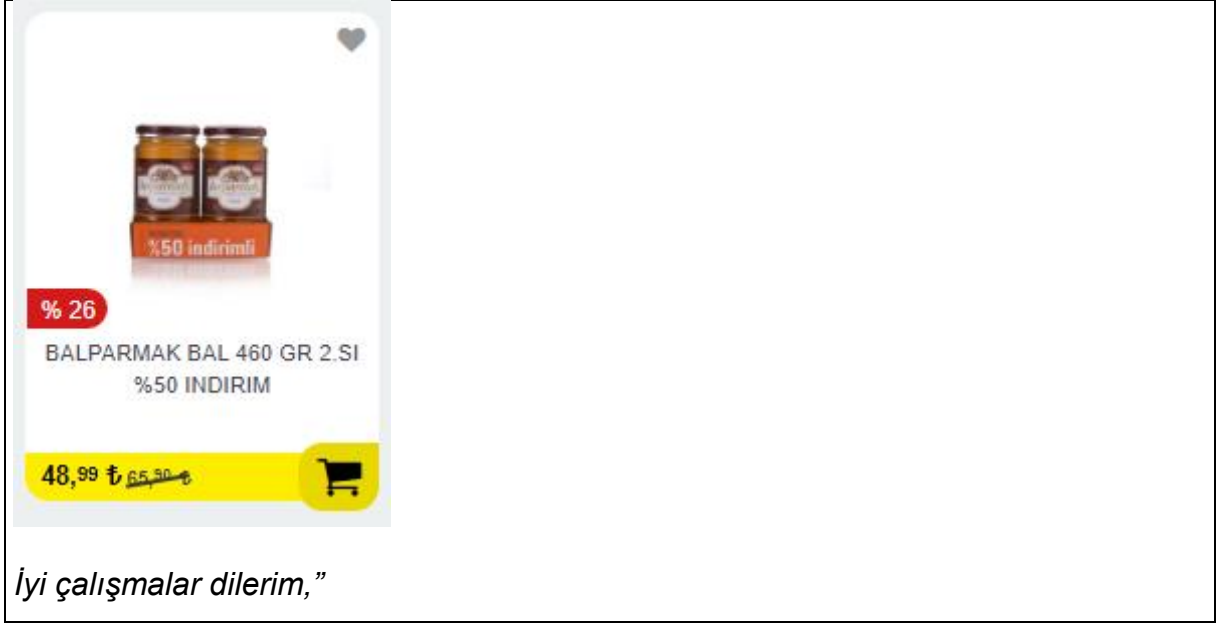 %50 indirimli
% 26
BALPARMAK BAL 460 GR 2.SI
%50 INDIRIM
48,99 ₺ 65,90 ₺
İyi çalışmalar dilerim,”